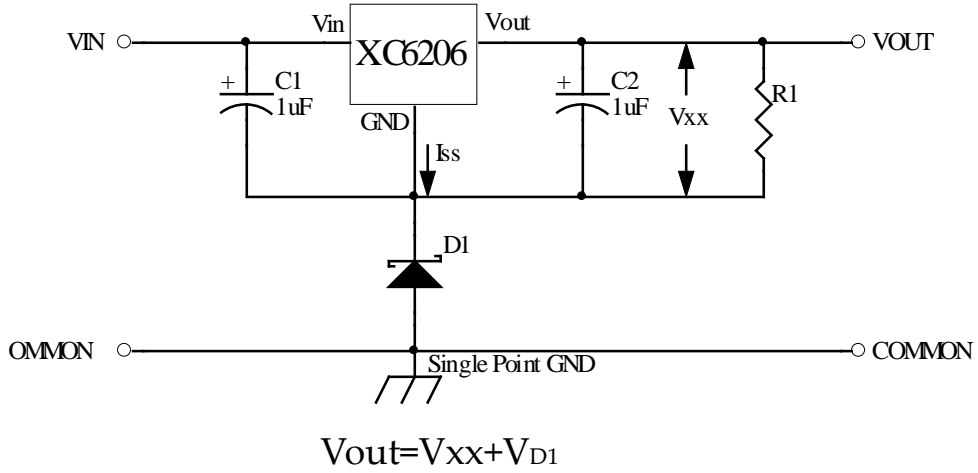 Vin
Vout
VIN
XC6206
VOUT
+
C1
1uF
+
C2
1uF
R1
GND
Vxx
Iss
D1
OMMON
COMMON
Single Point GND
Vout=Vxx+VD1